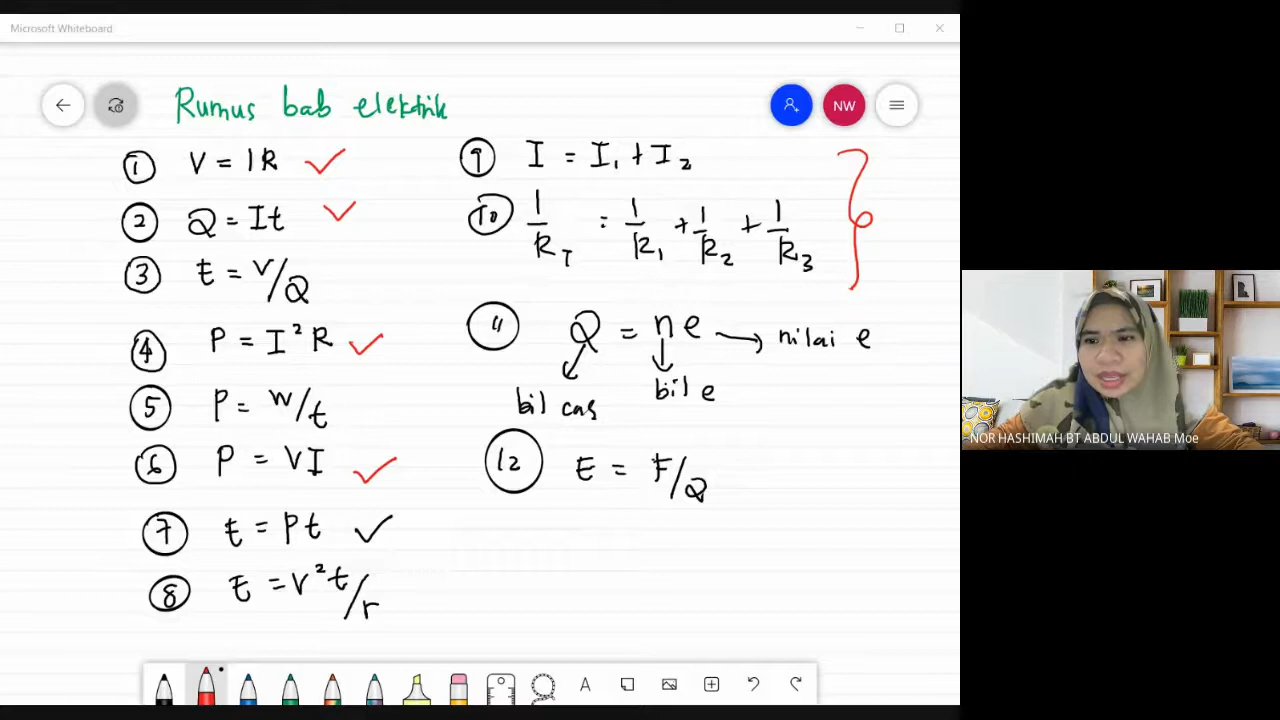 Microsoft Whiteboard
NW
Rumus bab elektrik
1 V = IR ✓
2 Q = It ✓
3 E = V/Q
4 P = I²R ✓
5 P = W/t
6 P = VI ✓
7 E = Pt ✓
8 E = V²t/r
9 I = I₁ + I₂
10 1/R_T = 1/R₁ + 1/R₂ + 1/R₃
11 Q = ne → nilai e
bil cas
bil e
12 E = F/Q
NOR HASHIMAH BT ABDUL WAHAB Moe
A